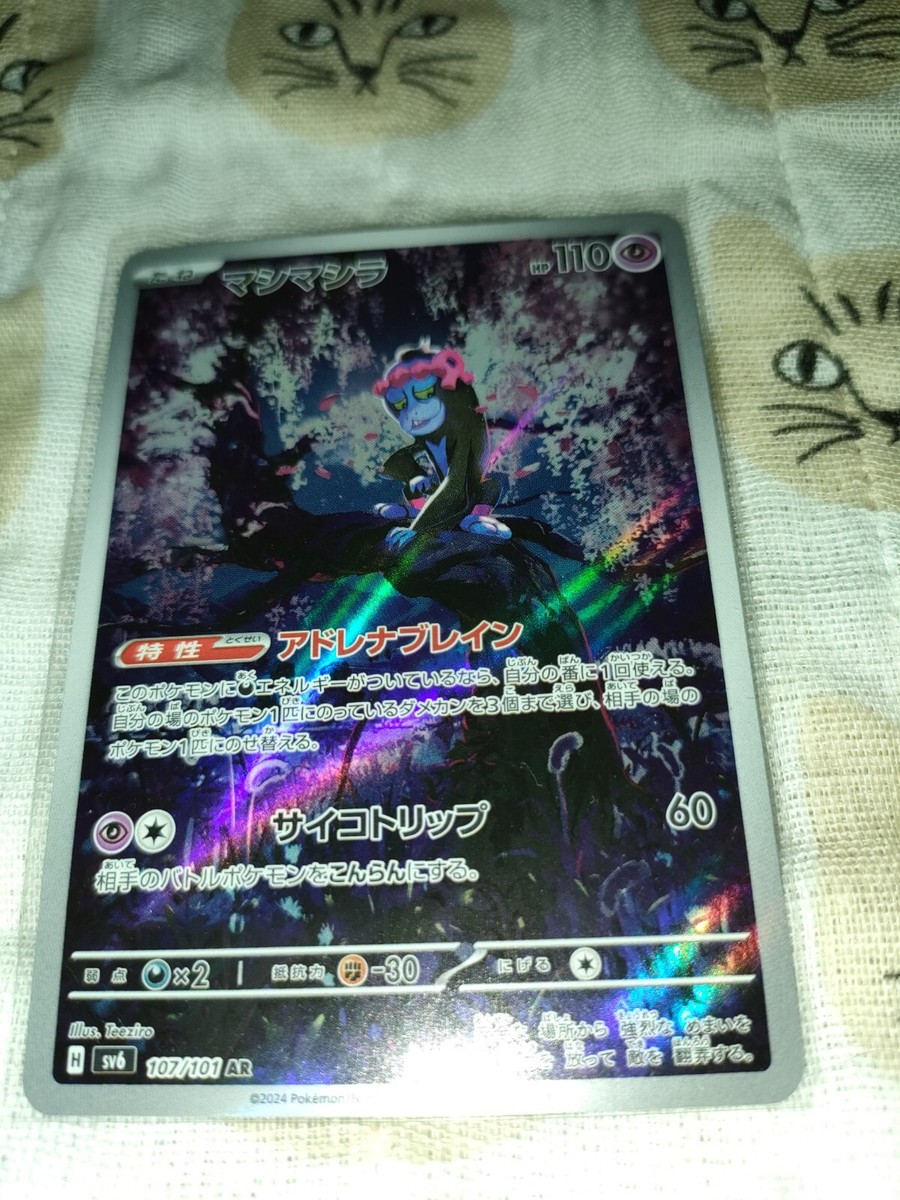 たね マシマシラ HP110
特性 とくせい アドレナブレイン
このポケモンに悪エネルギーがついているなら、自分の番に1回使える。
自分の場のポケモン1匹にのっているダメカンを3個まで選び、相手の場の
ポケモン1匹にのせ替える。
サイコトリップ 60
相手のバトルポケモンをこんらんにする。
弱点 ×2 抵抗力 -30 にげる
場所から 強烈な めまいを
放って 敵を 翻弄する。
Illus. Teeziro
H sv6 107/101 AR
©2024 Pokémon